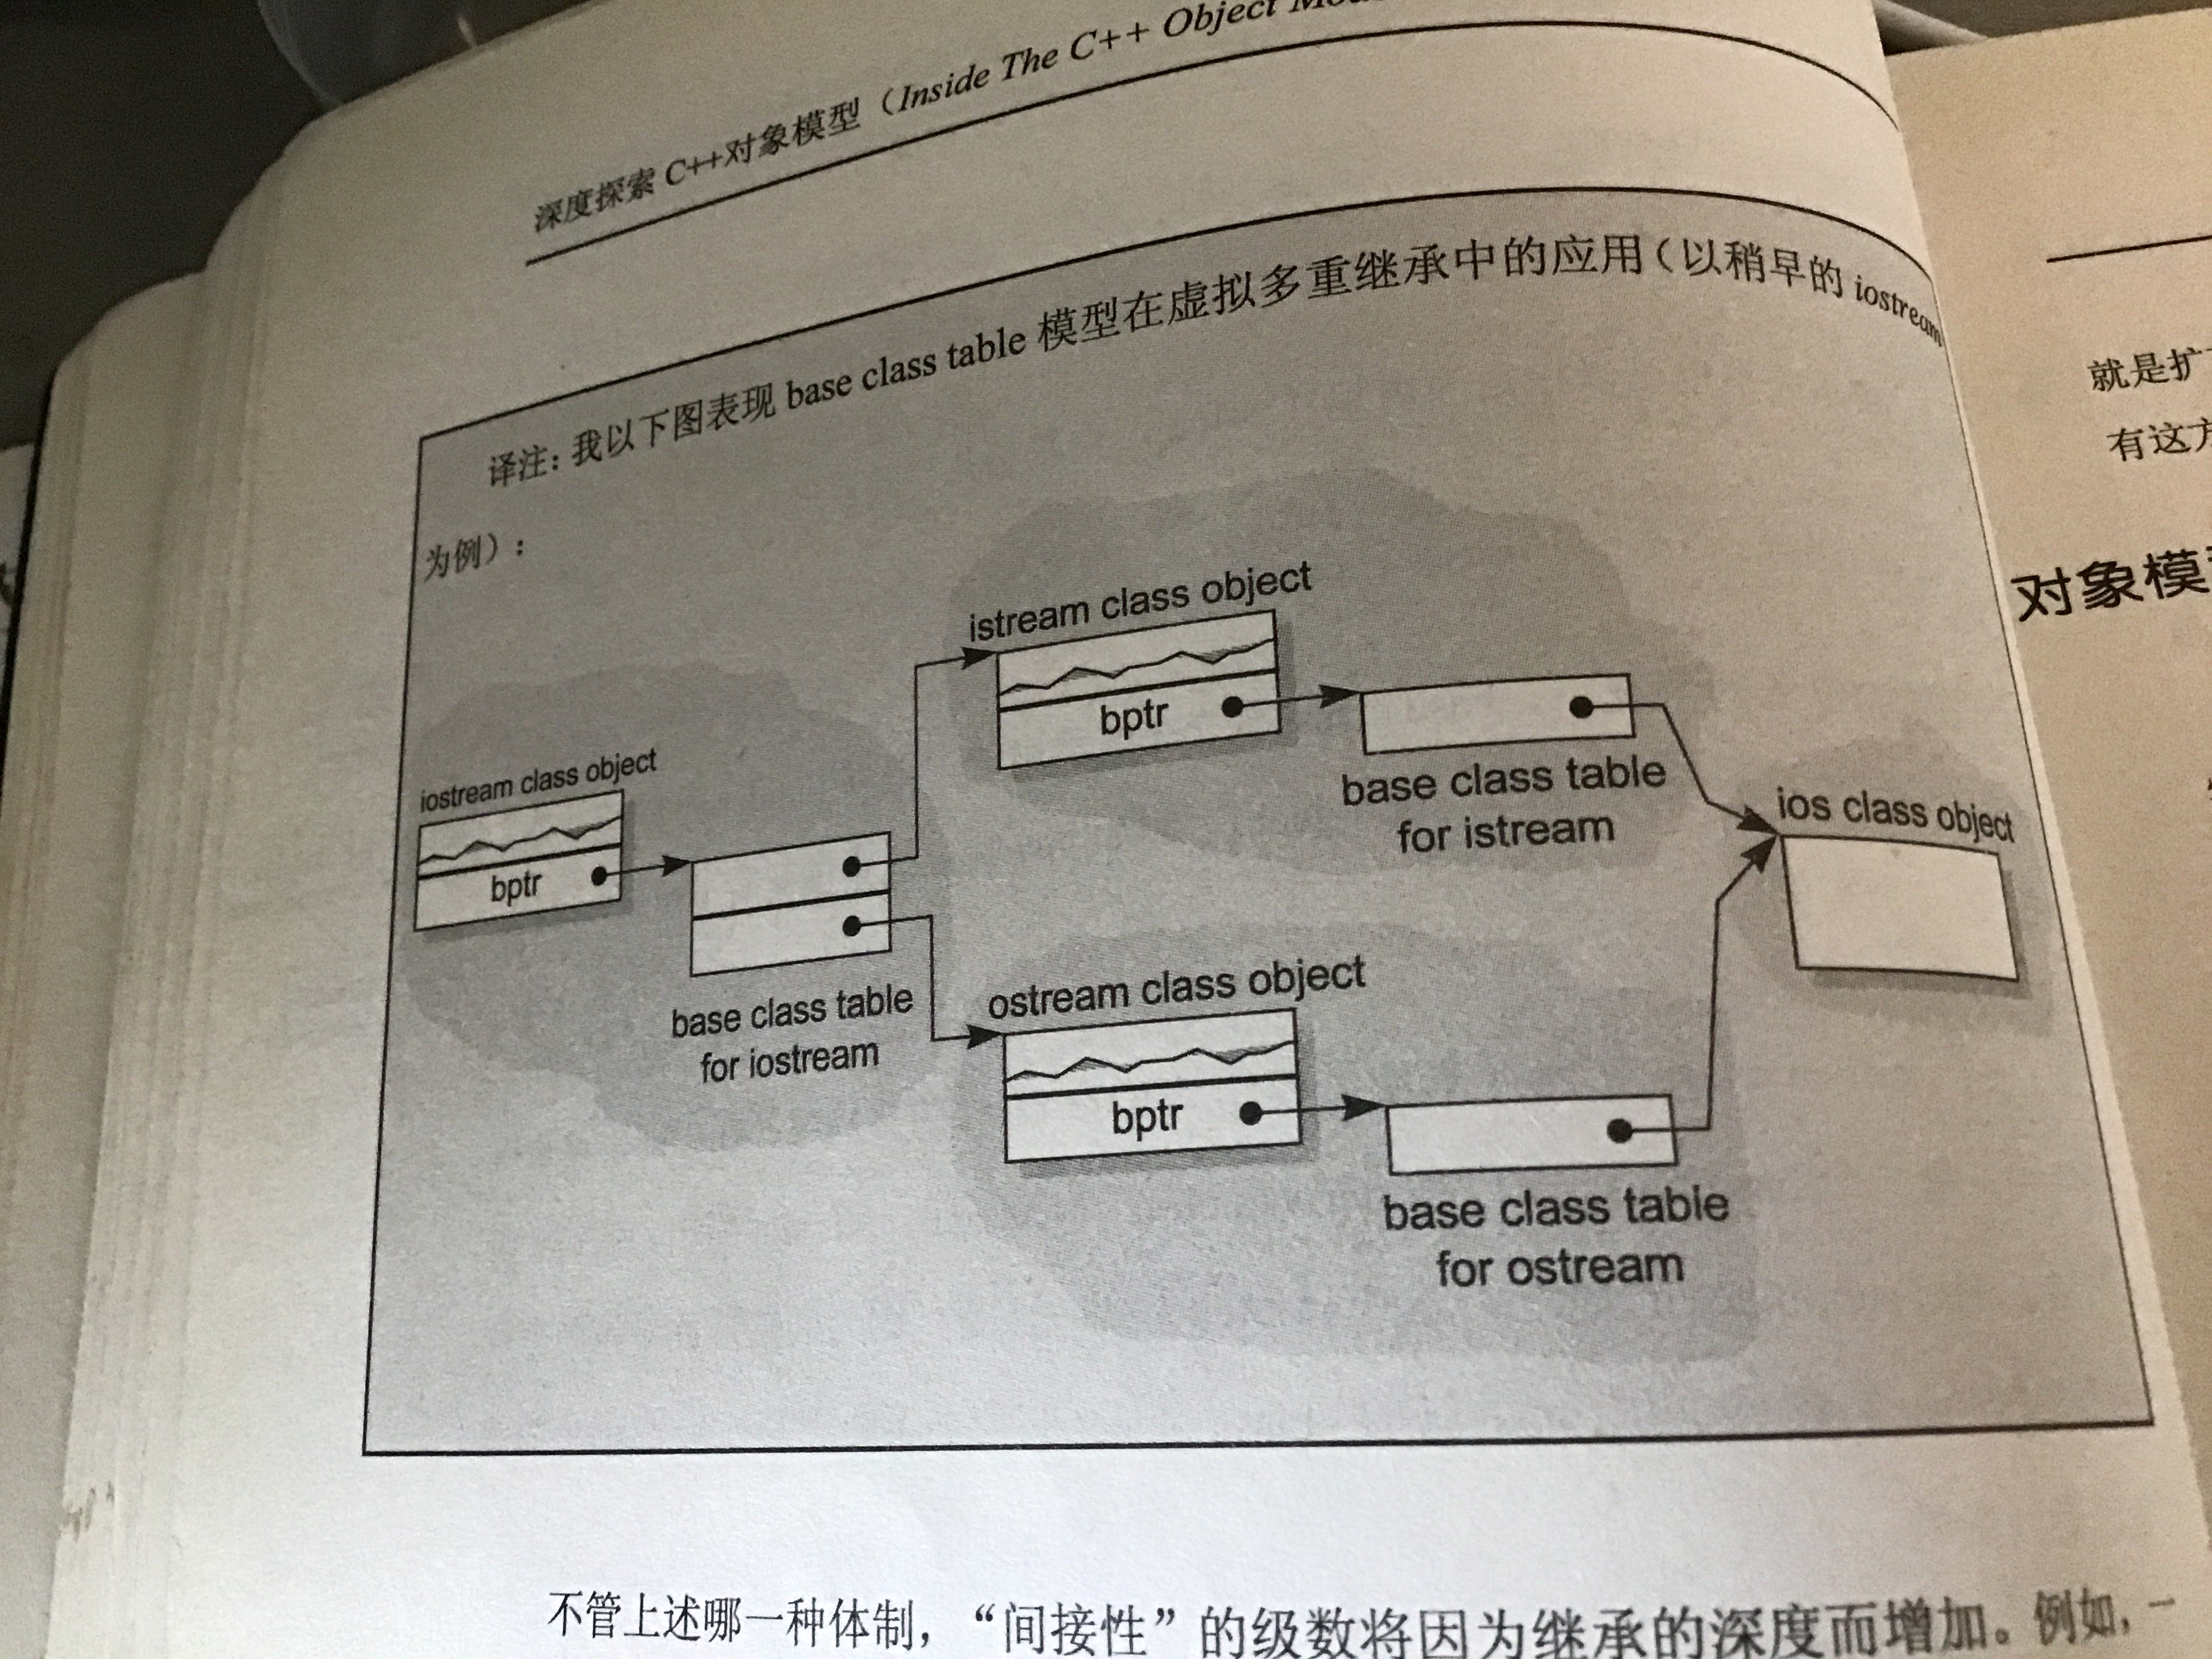 深度探索 C++对象模型（Inside The C++ Object
译注：我以下图表现 base class table 模型在虚拟多重继承中的应用（以稍早的 iostream
为例）：
istream class object
bptr
base class table
for istream
iostream class object
bptr
base class table
for iostream
ios class object
ostream class object
bptr
base class table
for ostream
不管上述哪一种体制，“间接性”的级数将因为继承的深度而增加。例如，一
就是扩
有这方
对象模